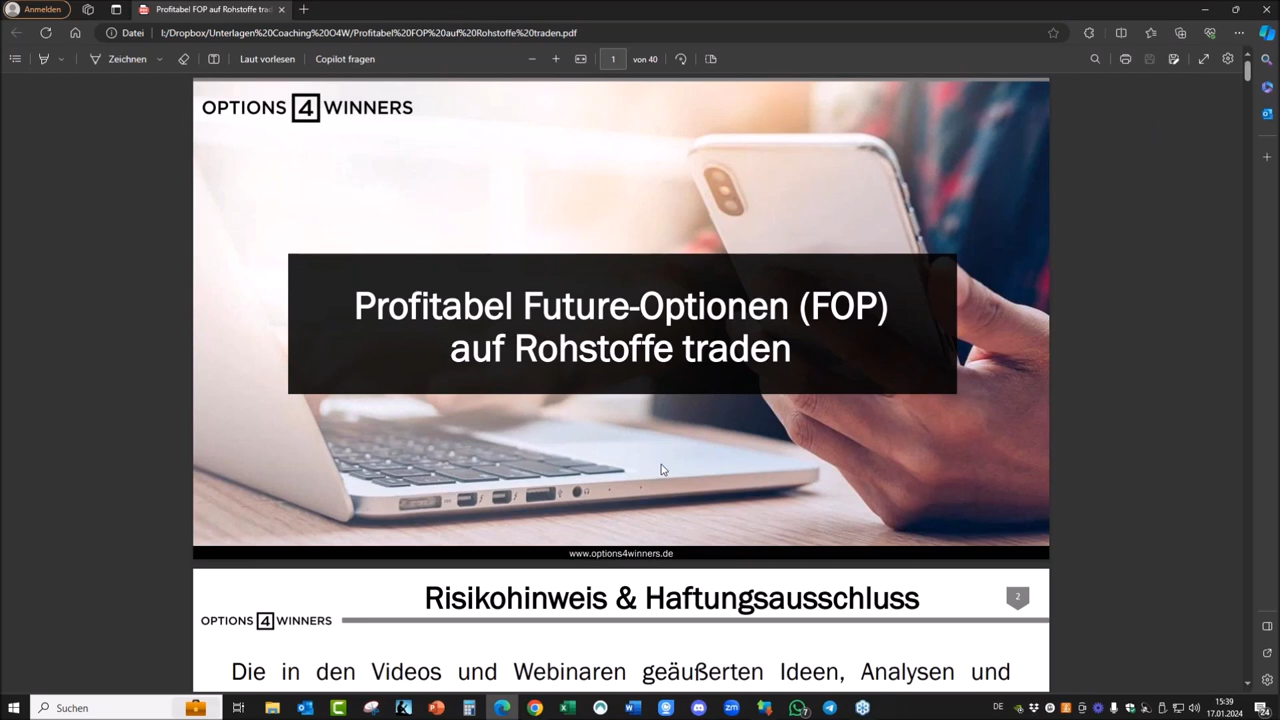 Anmelden
Profitabel FOP auf Rohstoffe trad
Datei
I:/Dropbox/Unterlagen%20Coaching%20O4W/Profitabel%20FOP%20auf%20Rohstoffe%20traden.pdf
Zeichnen
Laut vorlesen
Copilot fragen
1
von 40
OPTIONS 4 WINNERS
Profitabel Future-Optionen (FOP)
auf Rohstoffe traden
www.options4winners.de
Risikohinweis & Haftungsausschluss
2
OPTIONS 4 WINNERS
Die in den Videos und Webinaren geäußerten Ideen, Analysen und
Suchen
7
DE
15:39
17.01.2024
24